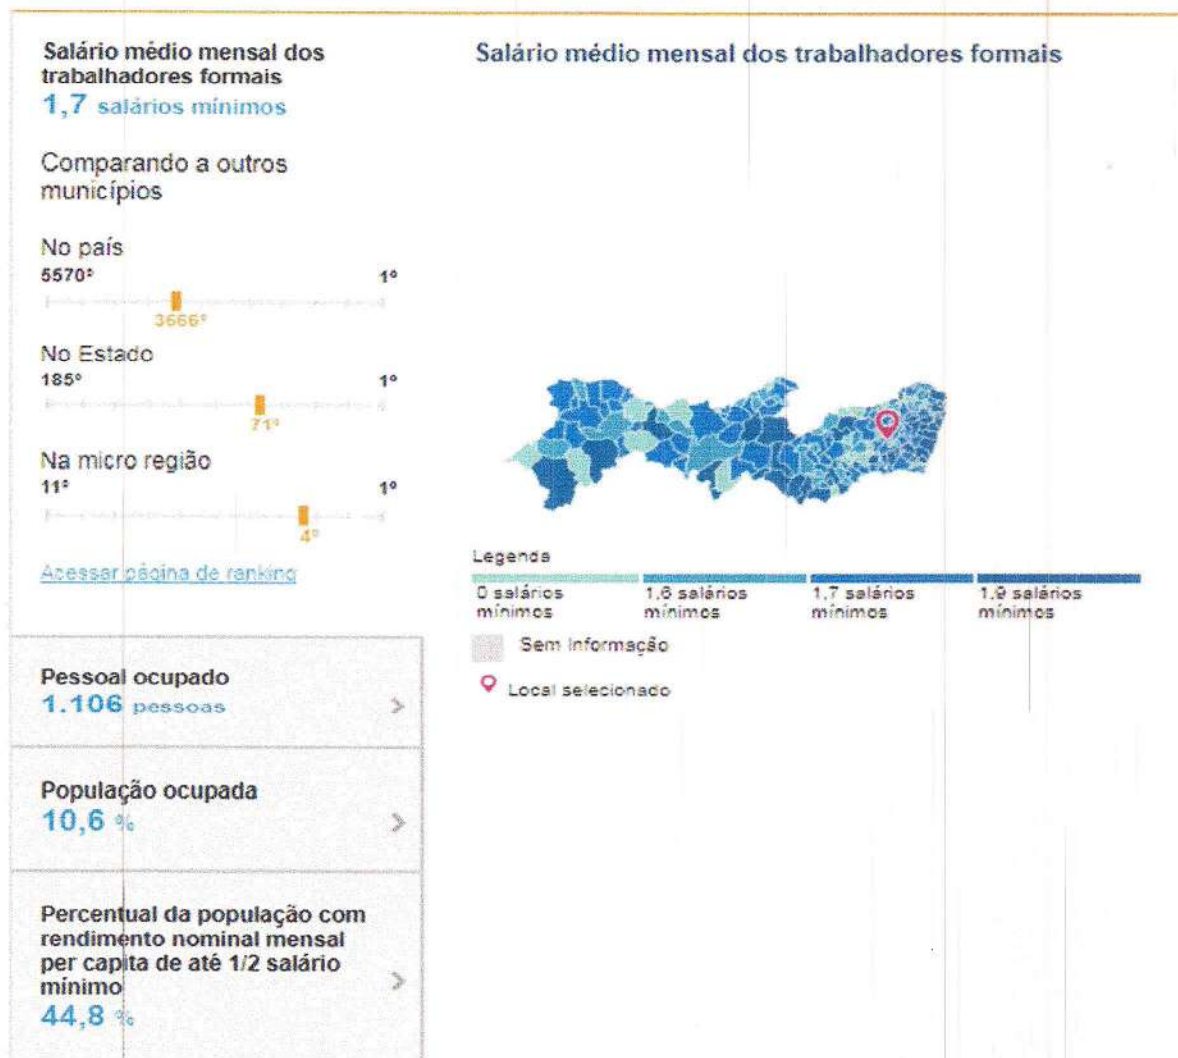 Salário médio mensal dos
trabalhadores formais
1,7 salários mínimos
Comparando a outros
municípios
No país
5570º
1º
3666º
No Estado
185º
1º
71º
Na micro região
11º
1º
4º
Acessar página de ranking
Pessoal ocupado
1.106 pessoas
População ocupada
10,6 %
Percentual da população com
rendimento nominal mensal
per capita de até 1/2 salário
mínimo
44,8 %
Salário médio mensal dos trabalhadores formais
Legenda
0 salários
mínimos
1,6 salários
mínimos
1,7 salários
mínimos
1,9 salários
mínimos
Sem Informação
Local selecionado